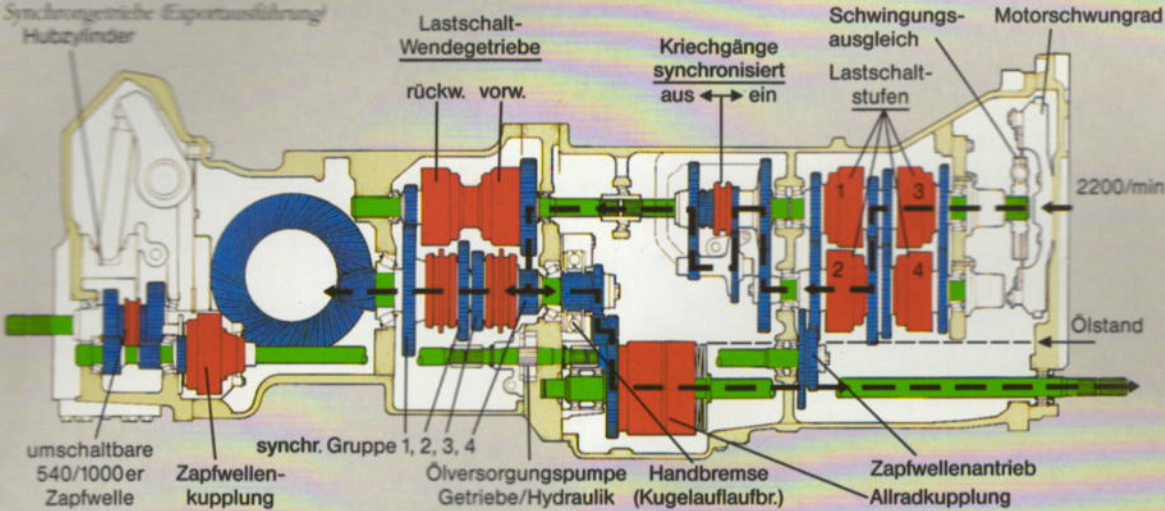 Synchrongetriebe (Exportausführung)
Hubzylinder
Lastschalt-
Wendegetriebe
rückw. vorw.
Kriechgänge
synchronisiert
aus ein
Schwingungs-
ausgleich
Motorschwungrad
Lastschalt-
stufen
1 3
2 4
2200/min
Ölstand
umschaltbare
540/1000er
Zapfwelle
Zapfwellen-
kupplung
synchr. Gruppe 1, 2, 3, 4
Ölversorgungspumpe
Getriebe/Hydraulik
Handbremse
(Kugelauflaufbr.)
Zapfwellenantrieb
Allradkupplung